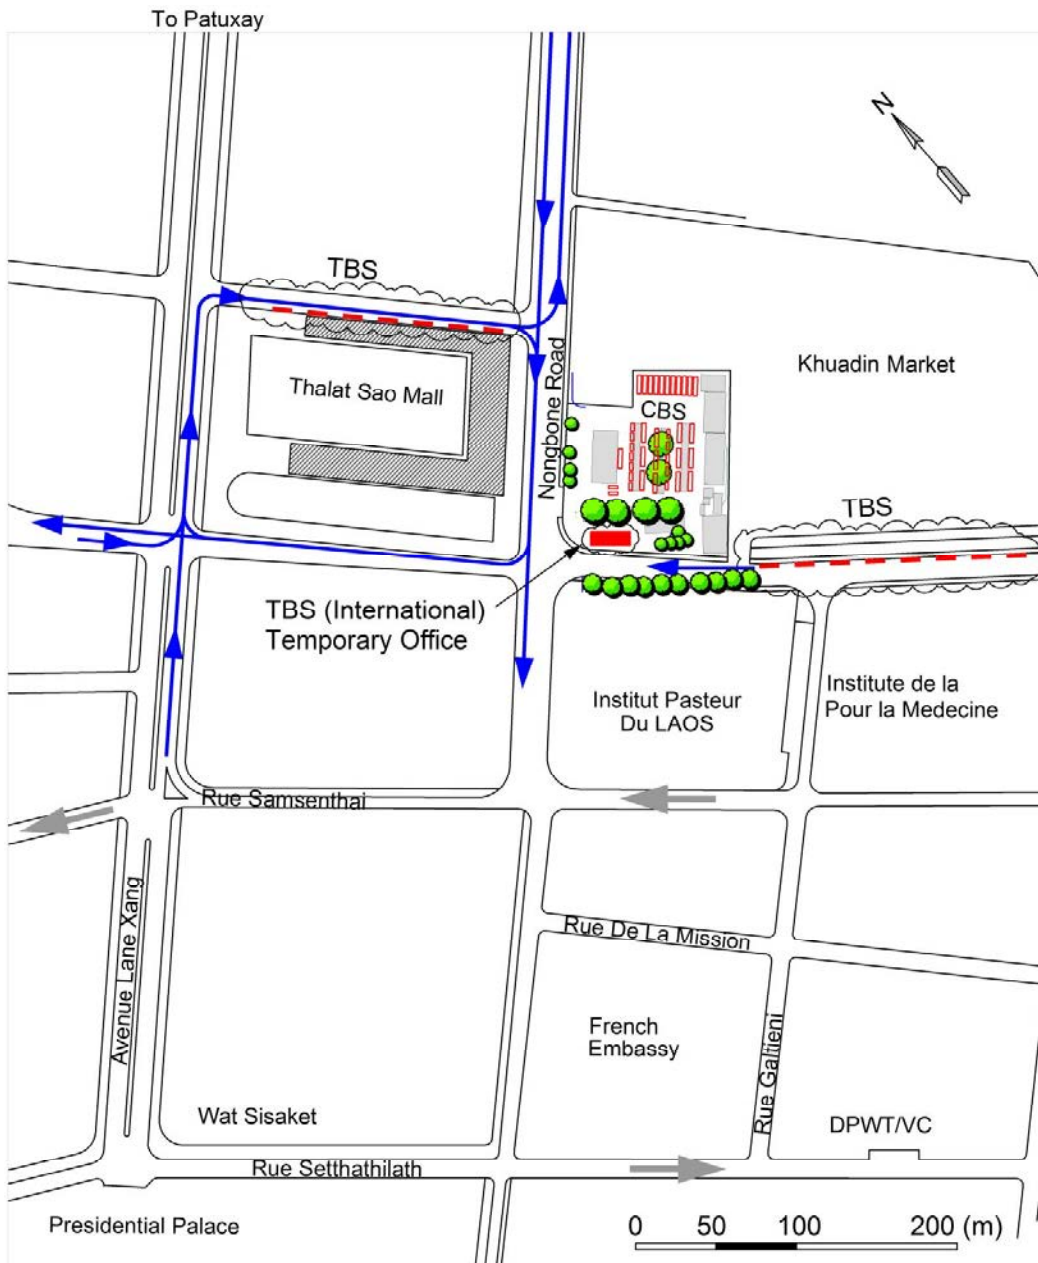 To Patuxay
N
TBS
Thalat Sao Mall
Nongbone Road
Khuadin Market
CBS
TBS
TBS (International)
Temporary Office
Institut Pasteur
Du LAOS
Institute de la
Pour la Medecine
Rue Samsenthai
Avenue Lane Xang
Rue De La Mission
French
Embassy
Rue Galtieni
Wat Sisaket
DPWT/VC
Rue Setthathilath
Presidential Palace
0 50 100 200 (m)